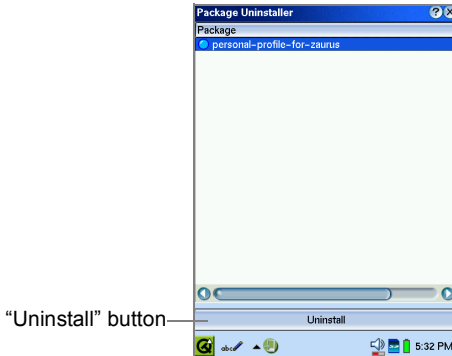 Package Uninstaller
Package
personal-profile-for-zaurus
“Uninstall” button
Uninstall
abc
5:32 PM